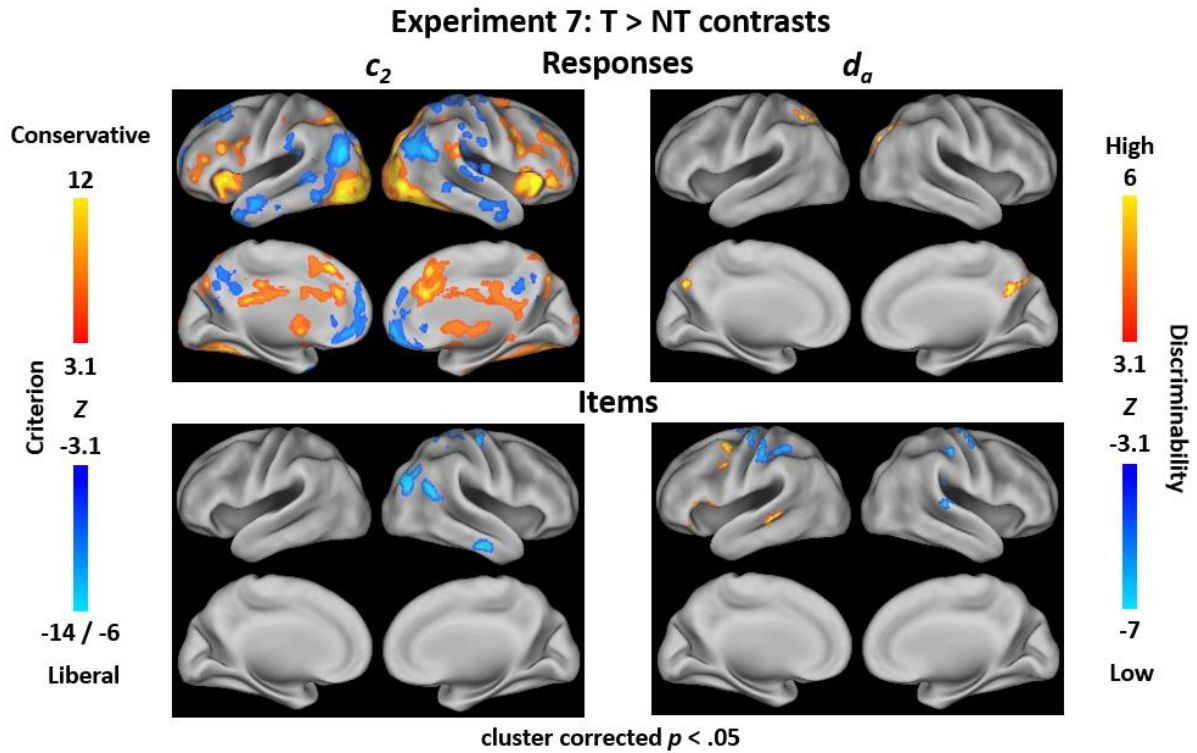 Experiment 7: T > NT contrasts
c₂ Responses dₐ
Conservative
12
3.1
Z
-3.1
Criterion
-14 / -6
Liberal
High
6
3.1
Z
-3.1
Discriminability
-7
Low
Items
cluster corrected p < .05